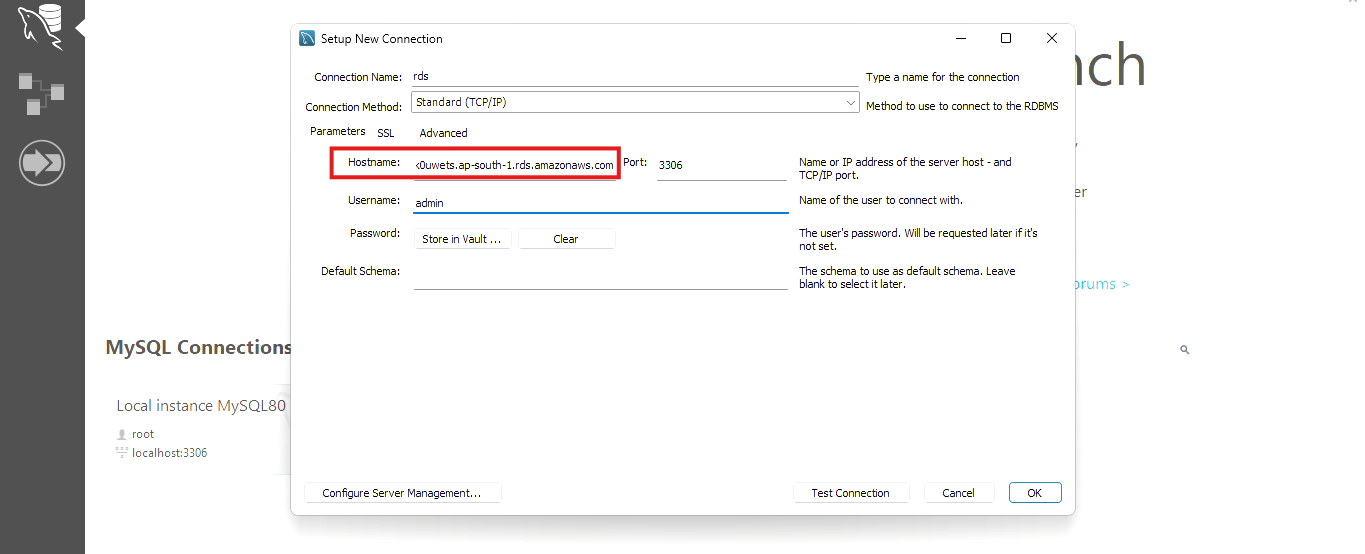 Setup New Connection
nch
Connection Name: rds Type a name for the connection
Connection Method: Standard (TCP/IP) Method to use to connect to the RDBMS
Parameters SSL Advanced
Hostname: 0uwets.ap-south-1.rds.amazonaws.com Port: 3306 Name or IP address of the server host - and
TCP/IP port.
er
Username: admin Name of the user to connect with.
Password: Store in Vault ... Clear The user's password. Will be requested later if it's
not set.
Default Schema: The schema to use as default schema. Leave
blank to select it later.
orums >
MySQL Connections
Local instance MySQL80
root
localhost:3306
Configure Server Management... Test Connection Cancel OK